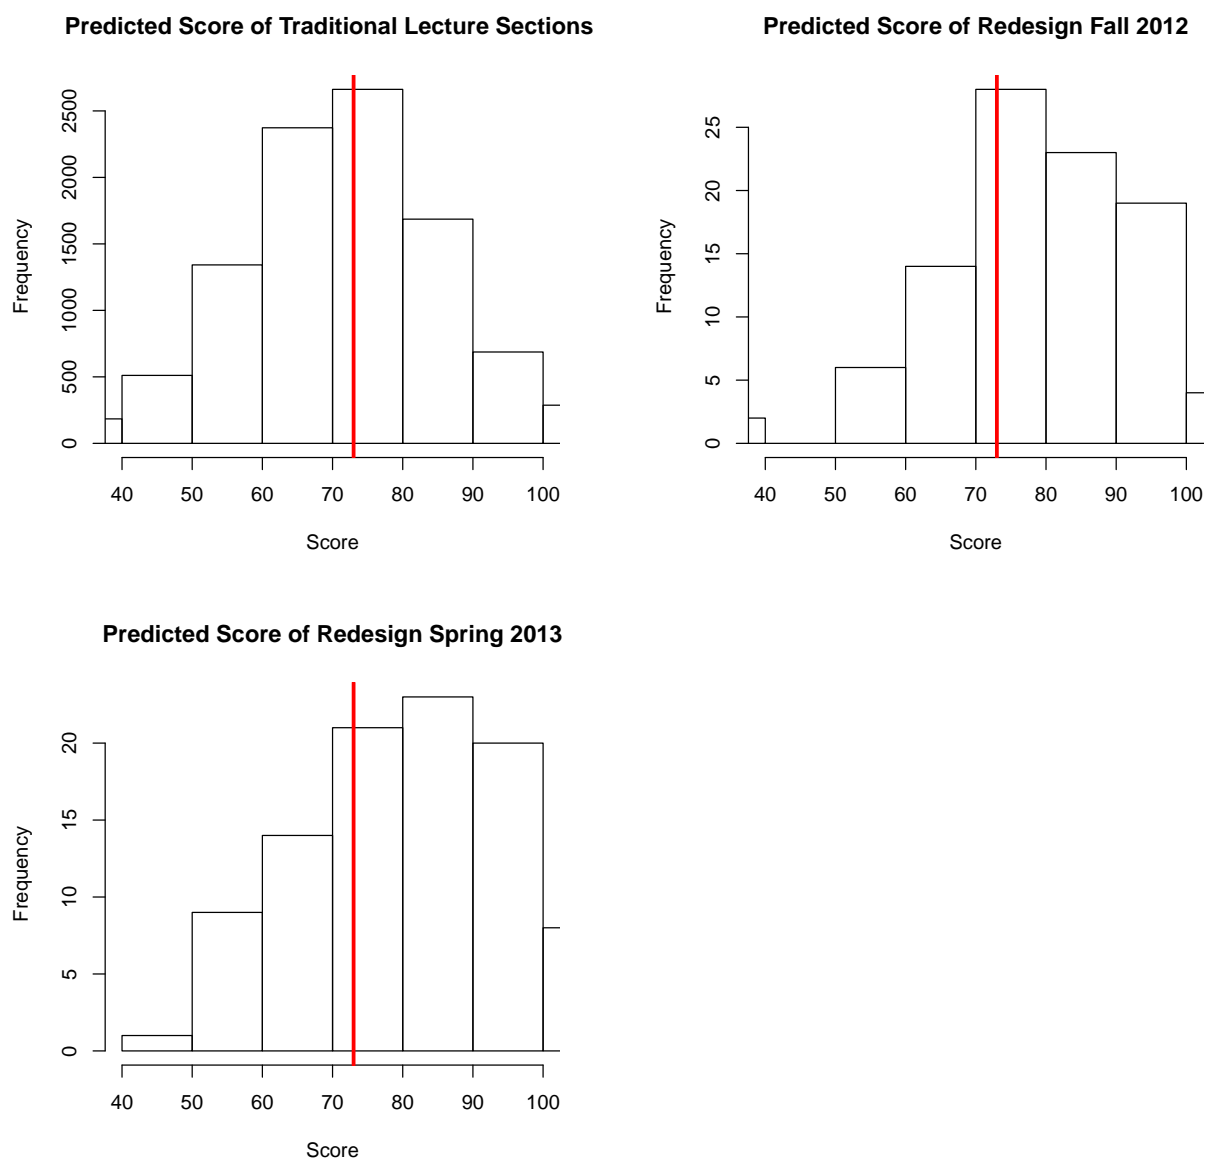 Predicted Score of Traditional Lecture Sections
Frequency
2500
2000
1500
1000
500
0
40 50 60 70 80 90 100
Score
Predicted Score of Redesign Fall 2012
Frequency
25
20
15
10
5
0
40 50 60 70 80 90 100
Score
Predicted Score of Redesign Spring 2013
Frequency
20
15
10
5
0
40 50 60 70 80 90 100
Score